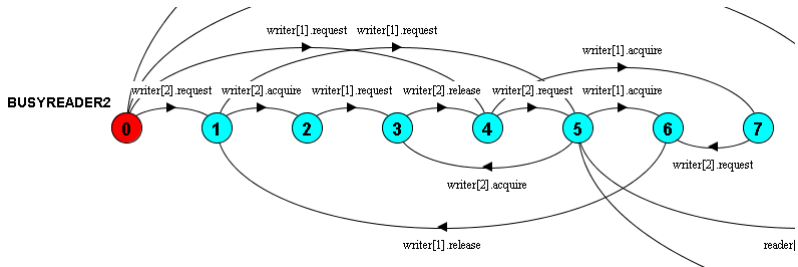 writer[1].request writer[1].request
writer[1].acquire
writer[2].request writer[2].acquire writer[1].request writer[2].release writer[2].request writer[1].acquire
BUSYREADER2
0 1 2 3 4 5 6 7
writer[2].request
writer[2].acquire
writer[1].release
reader[